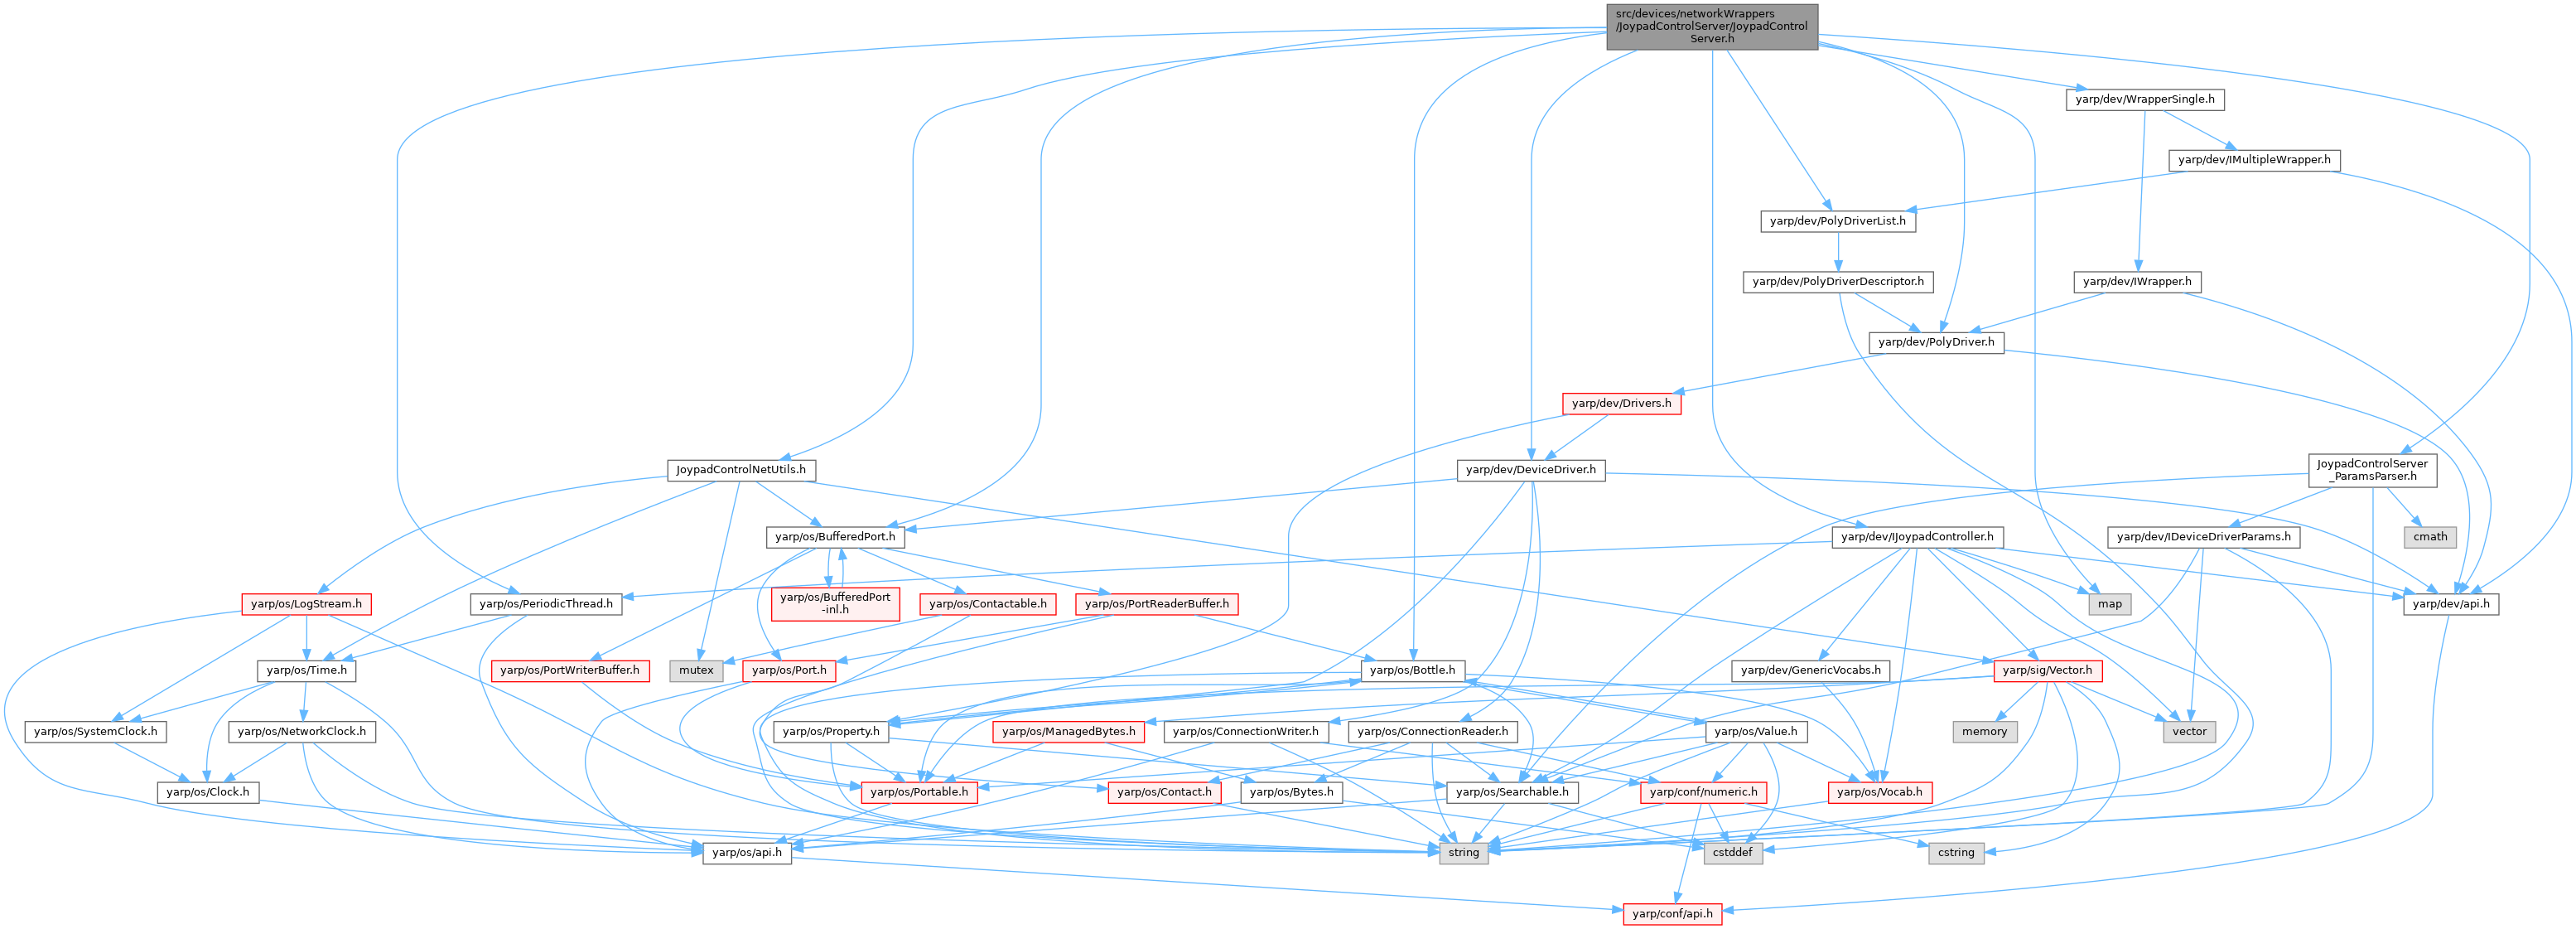 src/devices/networkWrappers
/JoypadControlServer/JoypadControl
Server.h
yarp/dev/WrapperSingle.h
yarp/dev/IMultipleWrapper.h
yarp/dev/PolyDriverList.h
yarp/dev/PolyDriverDescriptor.h
yarp/dev/IWrapper.h
yarp/dev/PolyDriver.h
yarp/dev/Drivers.h
JoypadControlNetUtils.h
yarp/dev/DeviceDriver.h
JoypadControlServer
_ParamsParser.h
yarp/os/BufferedPort.h
yarp/dev/IJoypadController.h
yarp/dev/IDeviceDriverParams.h
cmath
yarp/os/LogStream.h
yarp/os/PeriodicThread.h
yarp/os/BufferedPort
-inl.h
yarp/os/Contactable.h
yarp/os/PortReaderBuffer.h
map
yarp/dev/api.h
yarp/os/Time.h
yarp/os/PortWriterBuffer.h
mutex
yarp/os/Port.h
yarp/os/Bottle.h
yarp/dev/GenericVocabs.h
yarp/sig/Vector.h
yarp/os/SystemClock.h
yarp/os/NetworkClock.h
yarp/os/Property.h
yarp/os/ManagedBytes.h
yarp/os/ConnectionWriter.h
yarp/os/ConnectionReader.h
yarp/os/Value.h
memory
vector
yarp/os/Clock.h
yarp/os/Portable.h
yarp/os/Contact.h
yarp/os/Bytes.h
yarp/os/Searchable.h
yarp/conf/numeric.h
yarp/os/Vocab.h
yarp/os/api.h
string
cstddef
cstring
yarp/conf/api.h